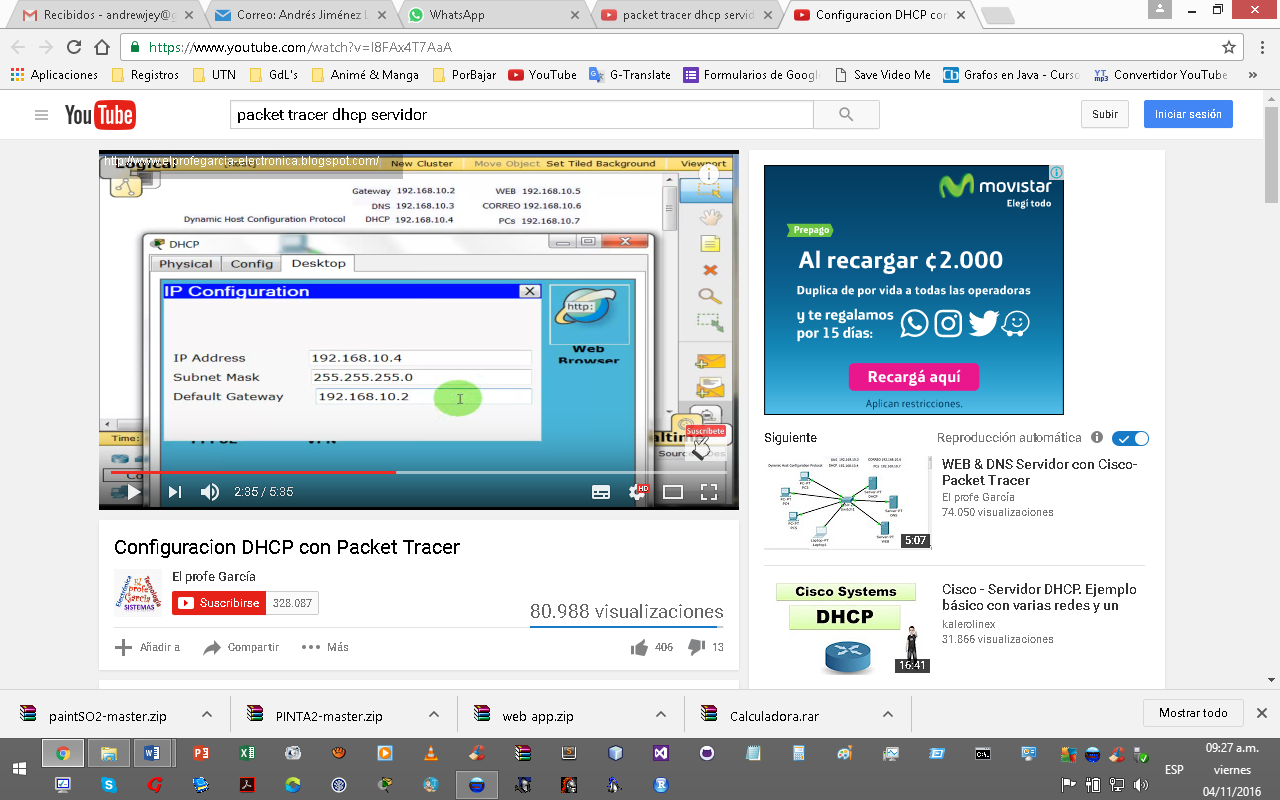 Recibidos - andrewjey@g
Correo: Andrés Jiménez
WhatsApp
packet tracer dhcp servid
Configuracion DHCP con
https://www.youtube.com/watch?v=I8FAx4T7AaA
Aplicaciones
Registros
UTN
GdL's
Animé & Manga
PorBajar
YouTube
G-Translate
Formularios de Googl
Save Video Me
Grafos en Java - Curso
Convertidor YouTube
YouTube
packet tracer dhcp servidor
Subir
Iniciar sesión
http://www.elprofegarcia-electronica.blogspot.com/
Logical
New Cluster
Move Object
Set Tiled Background
Viewport
Gateway 192.168.10.2
WEB 192.168.10.5
DNS 192.168.10.3
CORREO 192.168.10.6
Dynamic Host Configuration Protocol
DHCP 192.168.10.4
PCs 192.168.10.7
DHCP
Physical
Config
Desktop
IP Configuration
http:
Web
Browser
IP Address
192.168.10.4
Subnet Mask
255.255.255.0
Default Gateway
192.168.10.2
Suscríbete
Time:
2:35 / 5:35
HD
movistar
Elegí todo
Prepago
Al recargar ¢2.000
Duplica de por vida a todas las operadoras
y te regalamos
por 15 días:
Recargá aquí
Aplican restricciones.
Siguiente
Reproducción automática
WEB & DNS Servidor con Cisco-
Packet Tracer
El profe García
74.050 visualizaciones
5:07
Cisco Systems
DHCP
16:41
Cisco - Servidor DHCP. Ejemplo
básico con varias redes y un
kalerolinex
31.866 visualizaciones
Configuracion DHCP con Packet Tracer
El profe García
Suscribirse
328.087
80.988 visualizaciones
Añadir a
Compartir
Más
406
13
paintSO2-master.zip
PINTA2-master.zip
web app.zip
Calculadora.rar
Mostrar todo
ESP
09:27 a.m.
viernes
04/11/2016